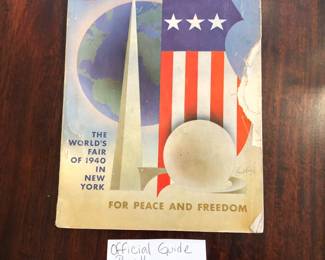 THE
WORLD'S
FAIR
OF 1940
IN
NEW
YORK
FOR PEACE AND FREEDOM
Official Guide